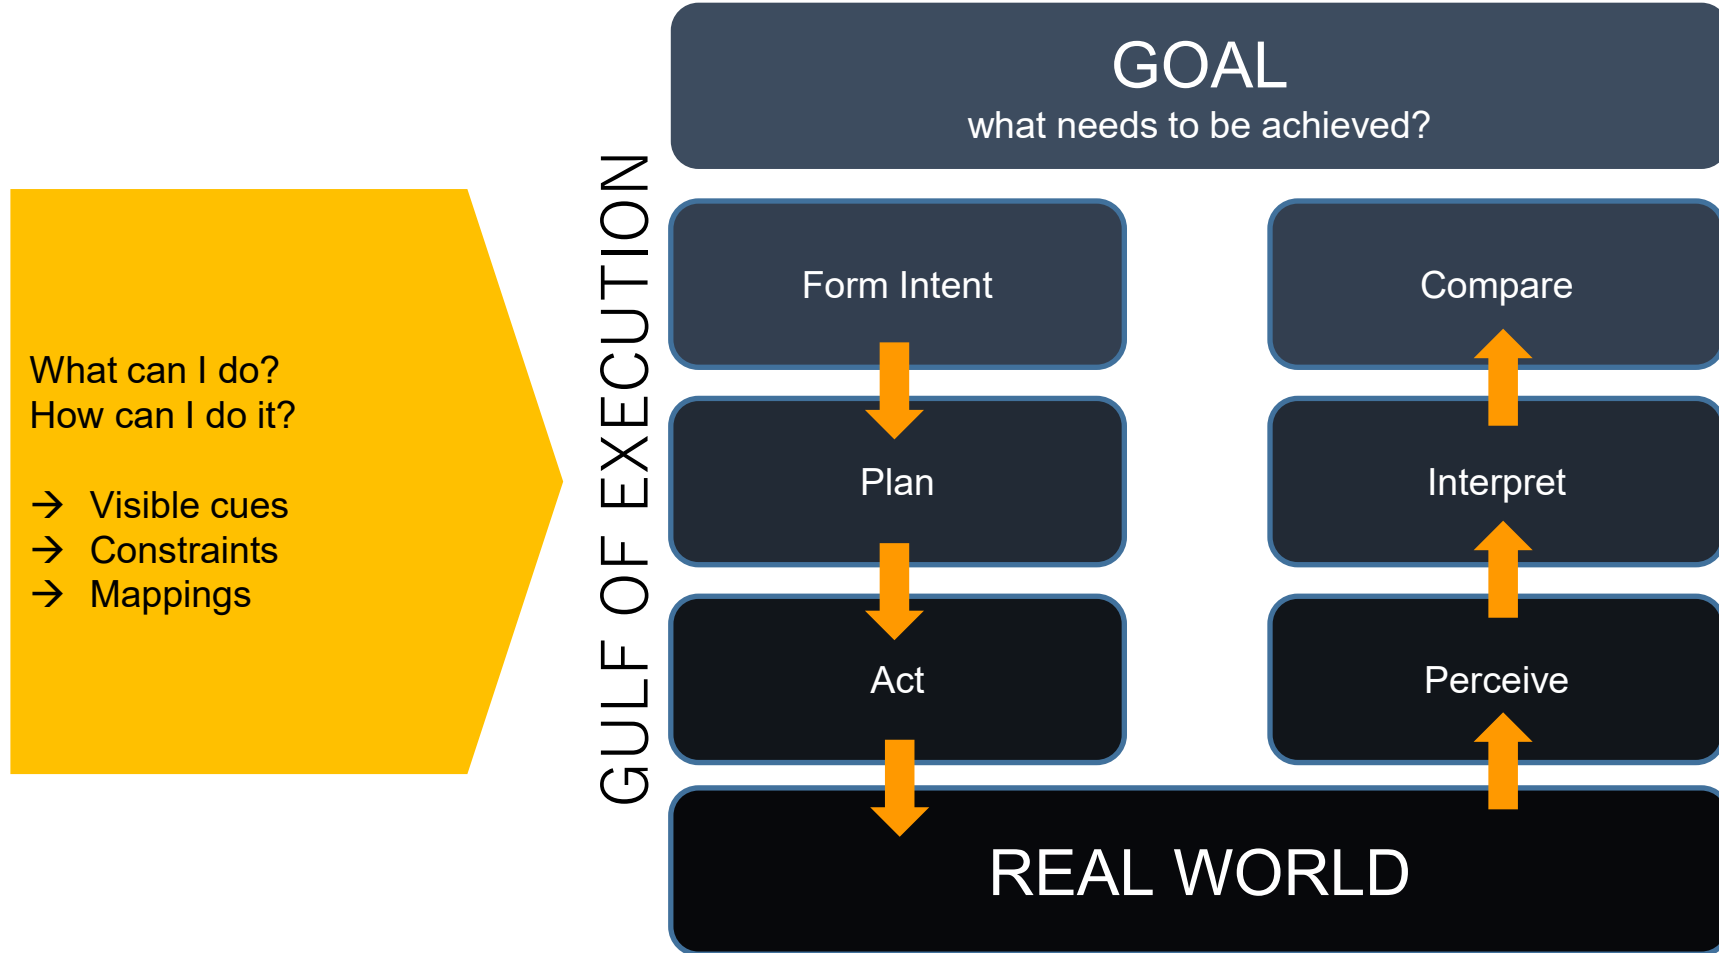 GOAL
what needs to be achieved?
What can I do?
How can I do it?
→ Visible cues
→ Constraints
→ Mappings
GULF OF EXECUTION
Form Intent
Plan
Act
Compare
Interpret
Perceive
REAL WORLD